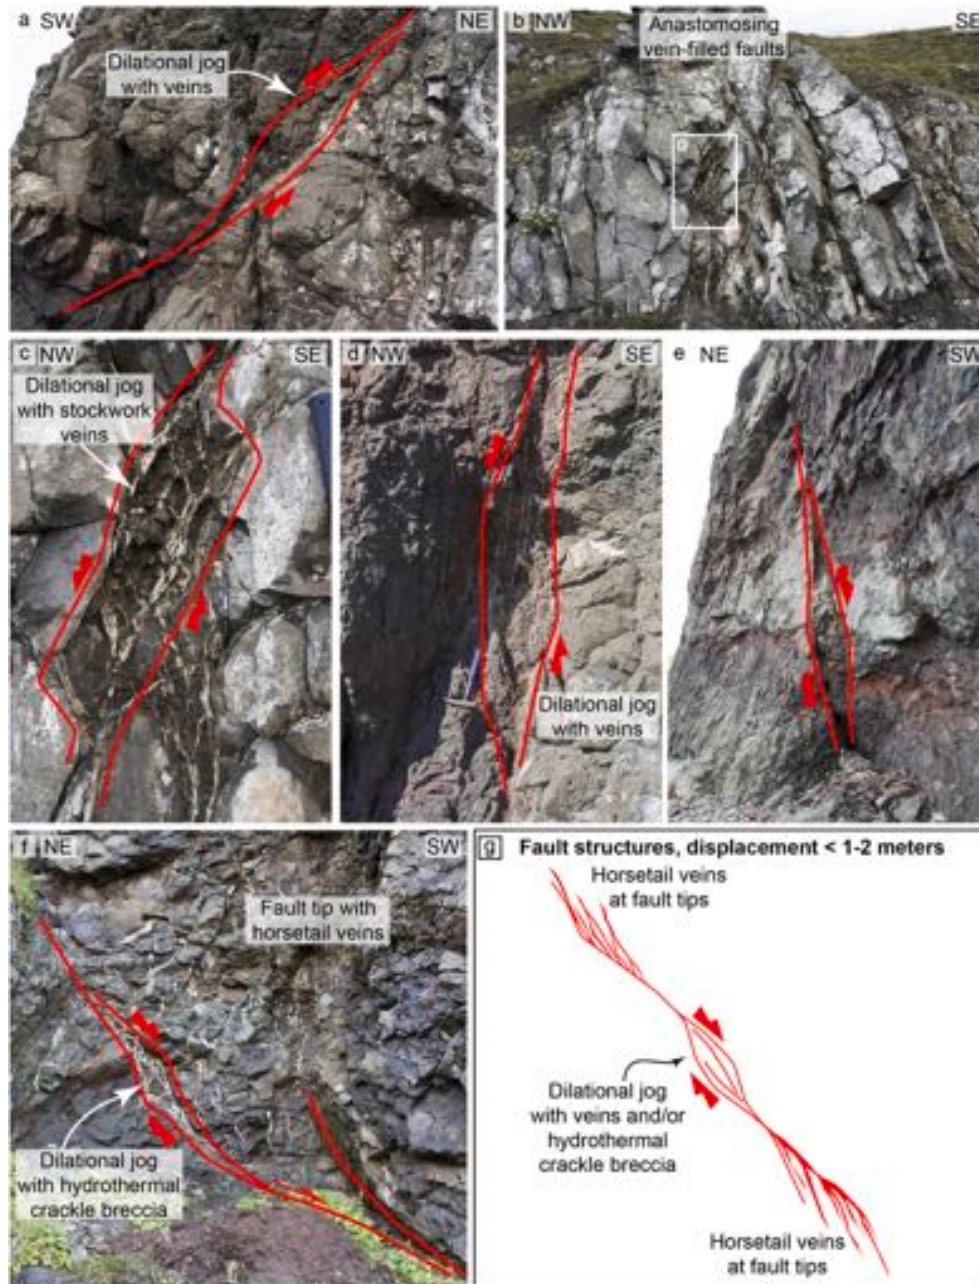 a SW
NE
Dilational jog
with veins
b NW
SE
Anastomosing
vein-filled faults
c
c NW
SE
Dilational jog
with stockwork
veins
d NW
SE
Dilational jog
with veins
e NE
SW
f NE
SW
Fault tip with
horsetail veins
Dilational jog
with hydrothermal
crackle breccia
g Fault structures, displacement < 1-2 meters
Horsetail veins
at fault tips
Dilational jog
with veins and/or
hydrothermal
crackle breccia
Horsetail veins
at fault tips